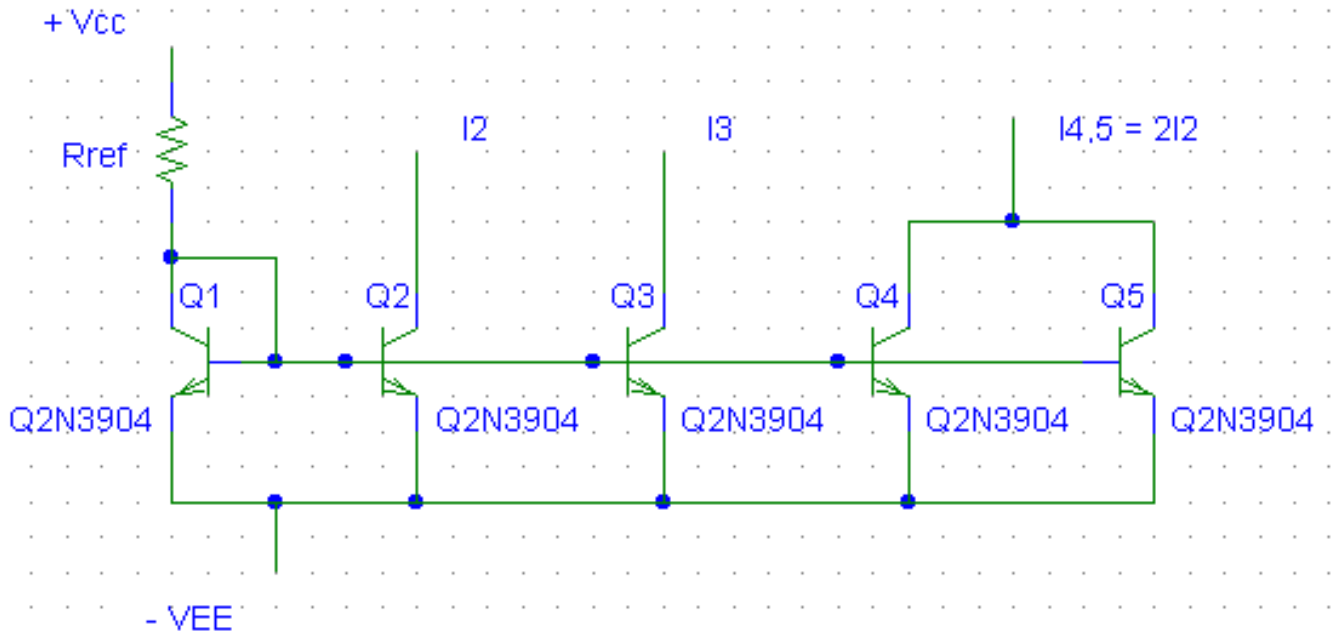 + Vcc
I2
I3
I4,5 = 2I2
Rref
Q1
Q2
Q3
Q4
Q5
Q2N3904
Q2N3904
Q2N3904
Q2N3904
Q2N3904
- VEE